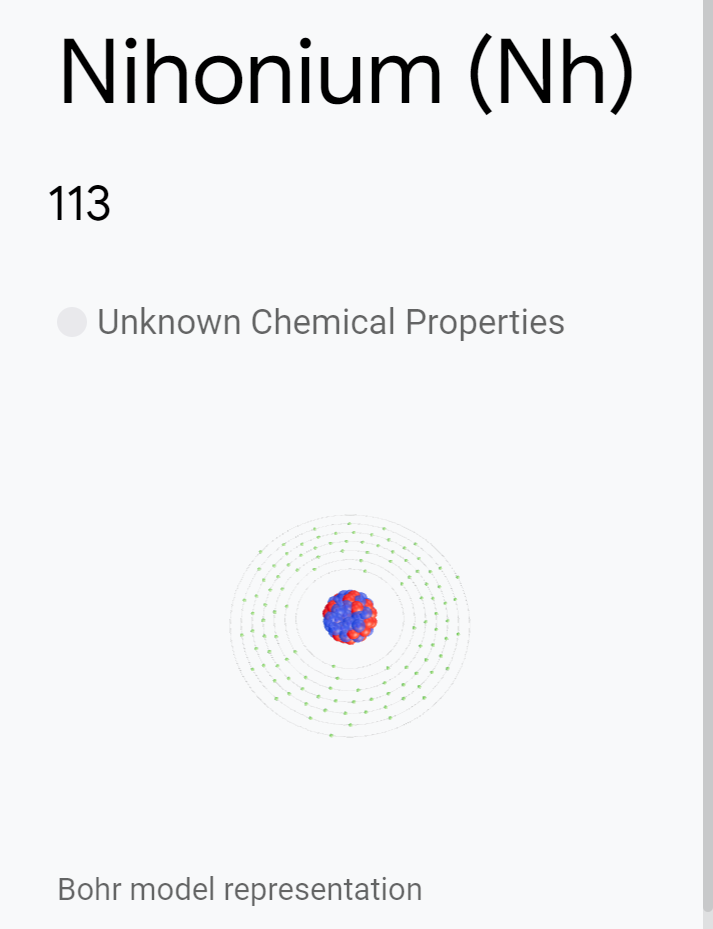 Nihonium (Nh)
113
Unknown Chemical Properties
Bohr model representation